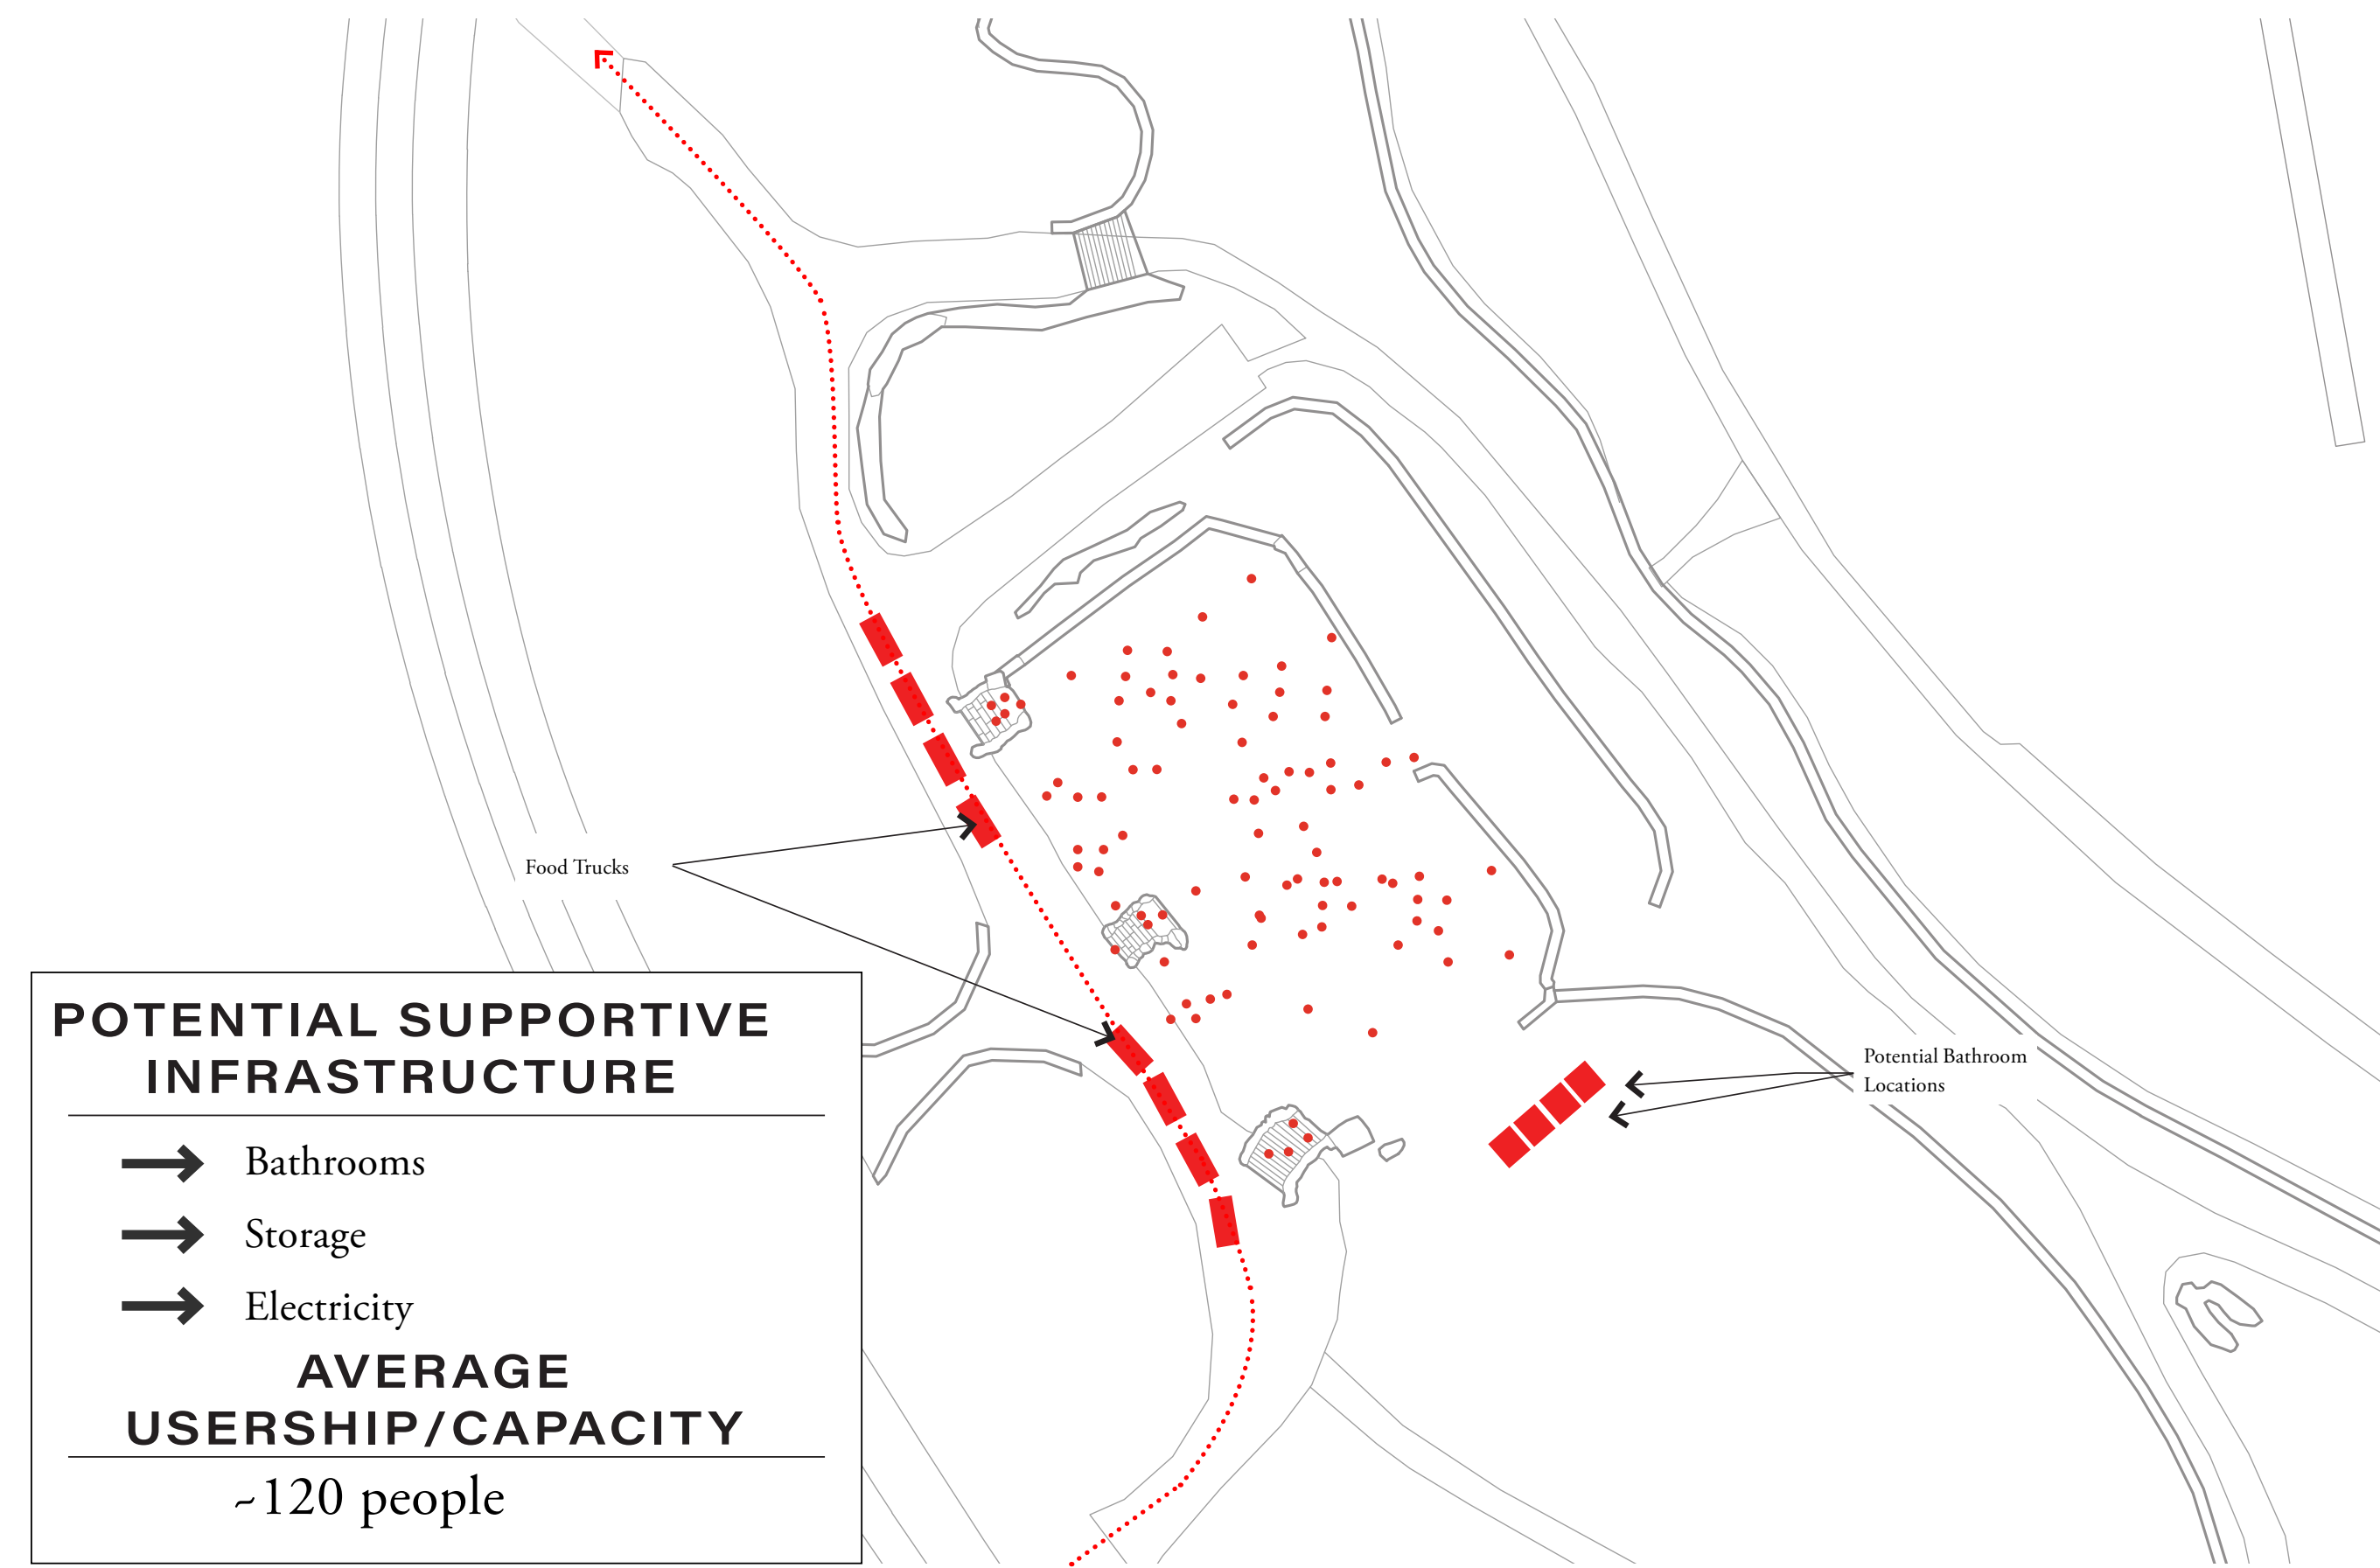 Food Trucks
POTENTIAL SUPPORTIVE
INFRASTRUCTURE
Bathrooms
Storage
Electricity
AVERAGE
USERSHIP/CAPACITY
~120 people
Potential Bathroom
Locations